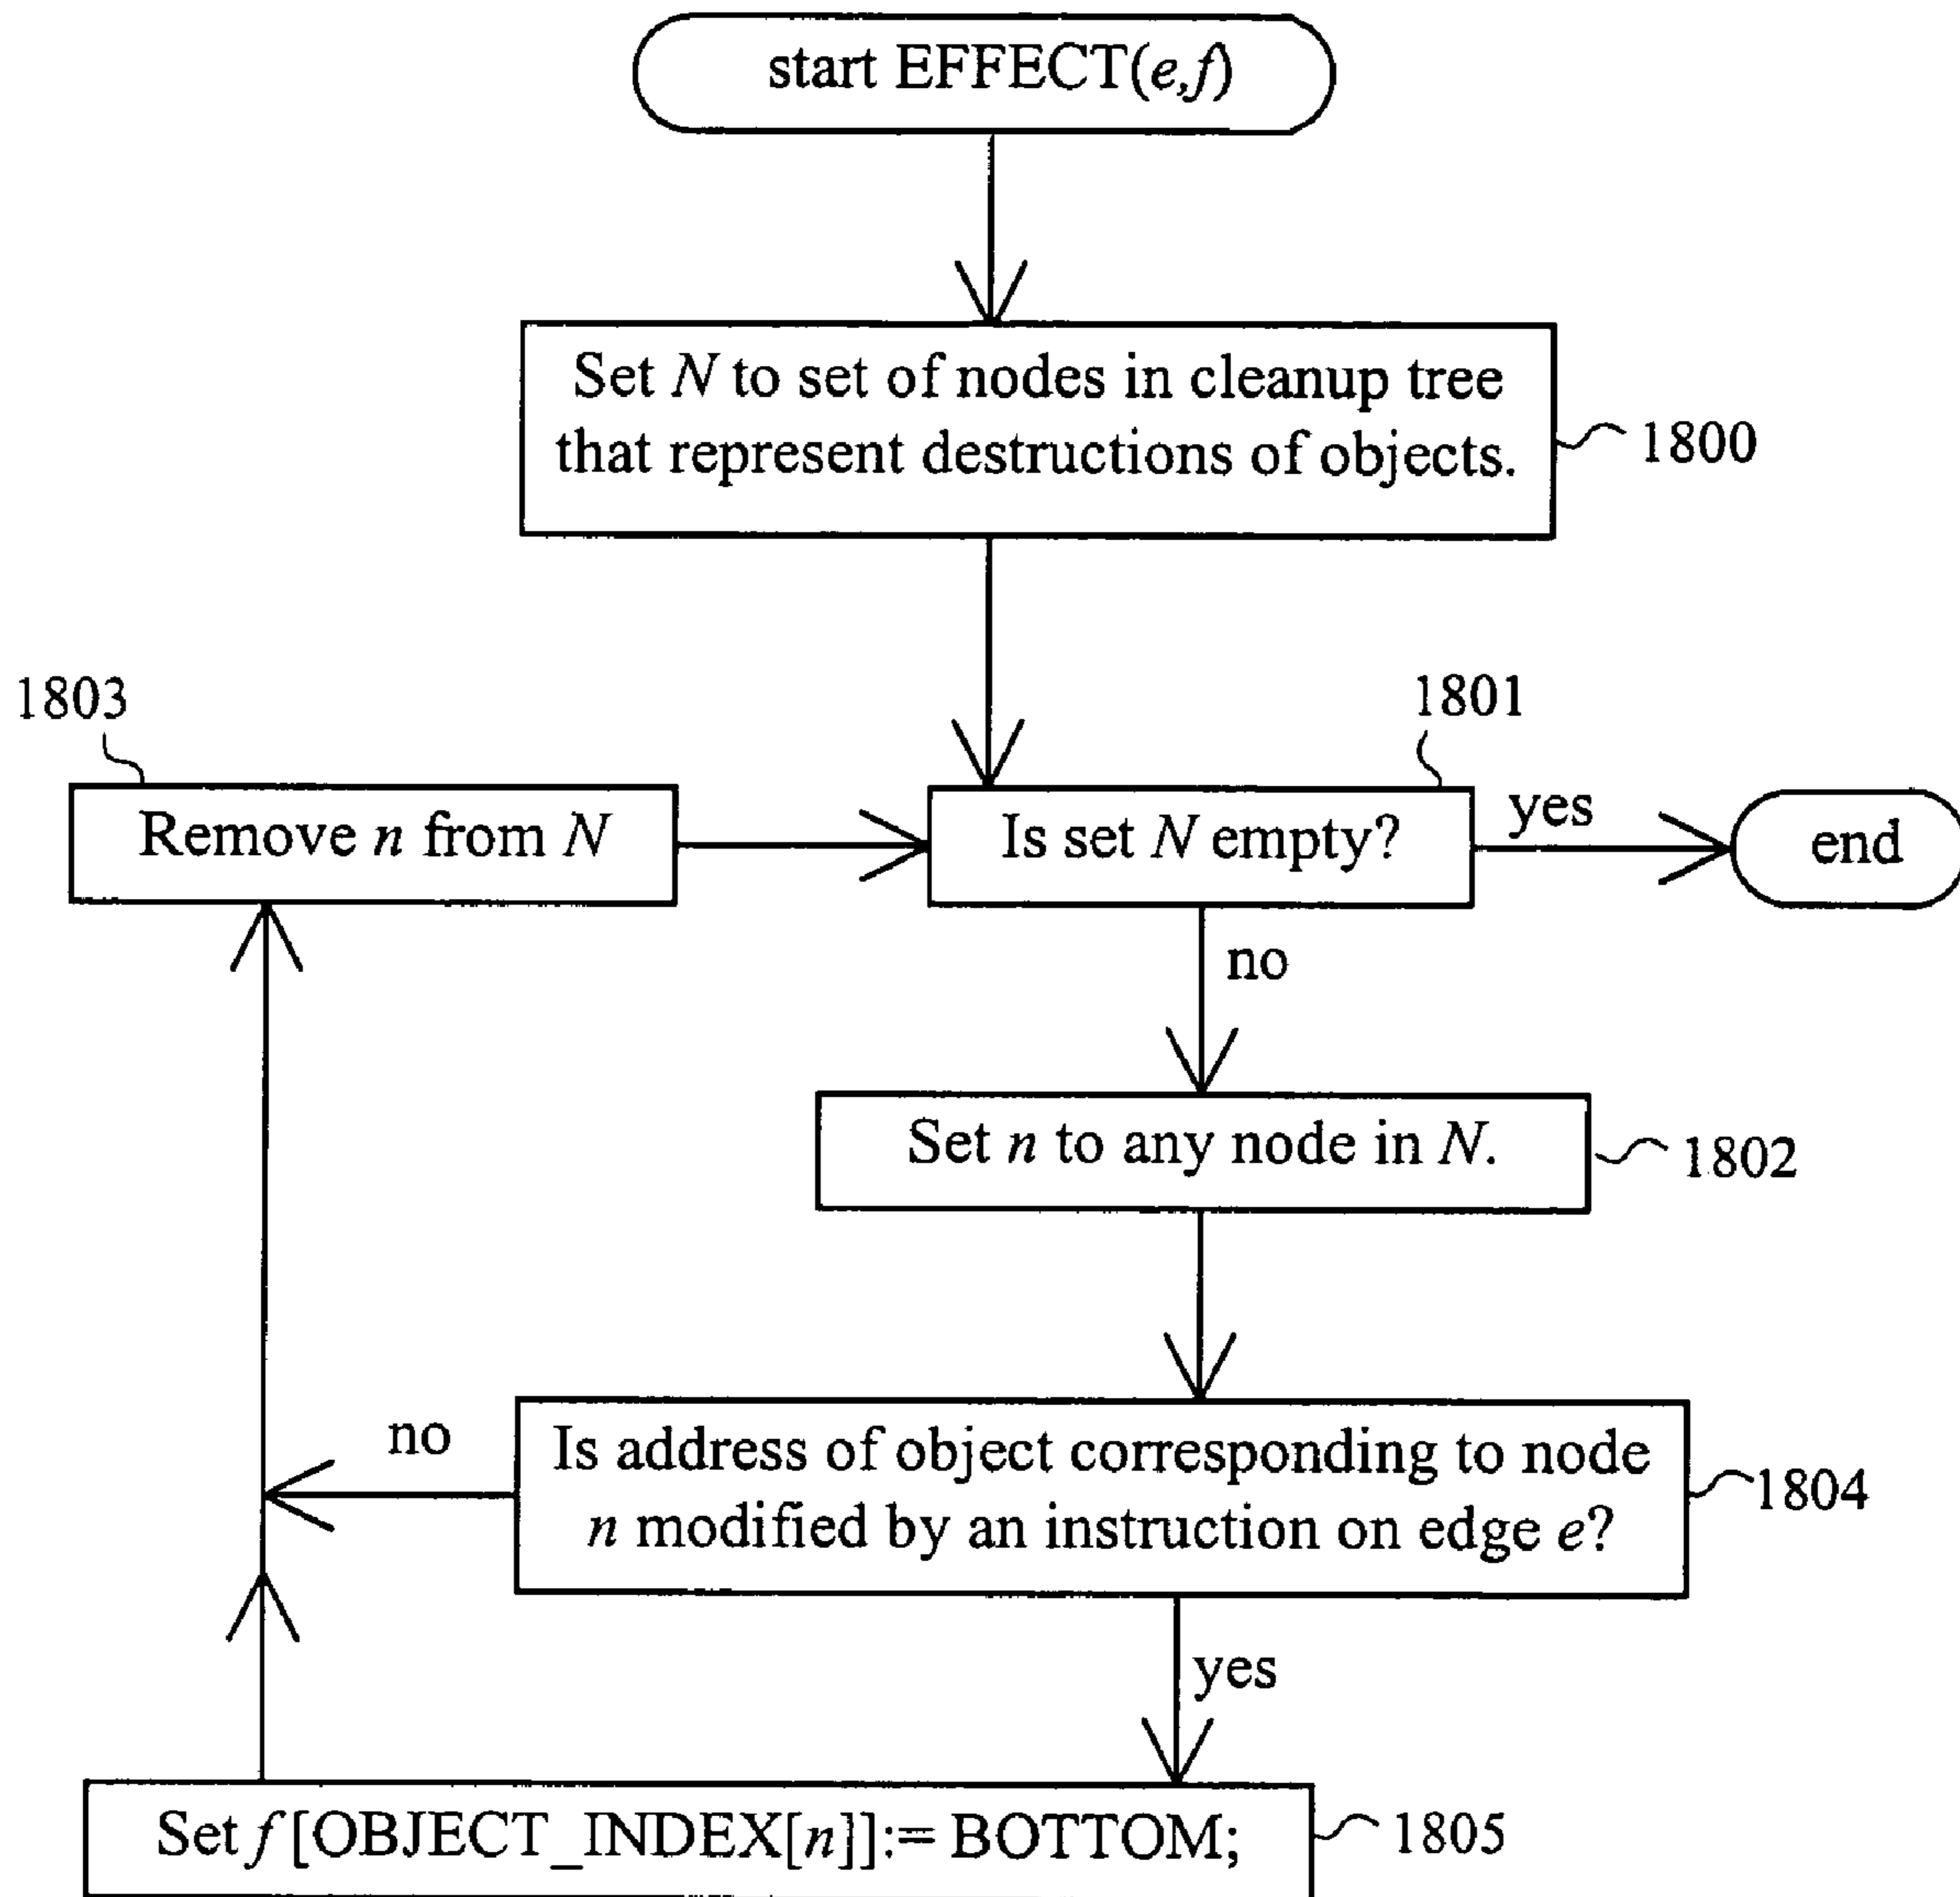 start EFFECT(e,f)
Set N to set of nodes in cleanup tree
that represent destructions of objects.
1800
1803
1801
Remove n from N
Is set N empty?
yes
end
no
Set n to any node in N.
1802
no
Is address of object corresponding to node
n modified by an instruction on edge e?
1804
yes
Set f [OBJECT_INDEX[n]]:= BOTTOM;
1805